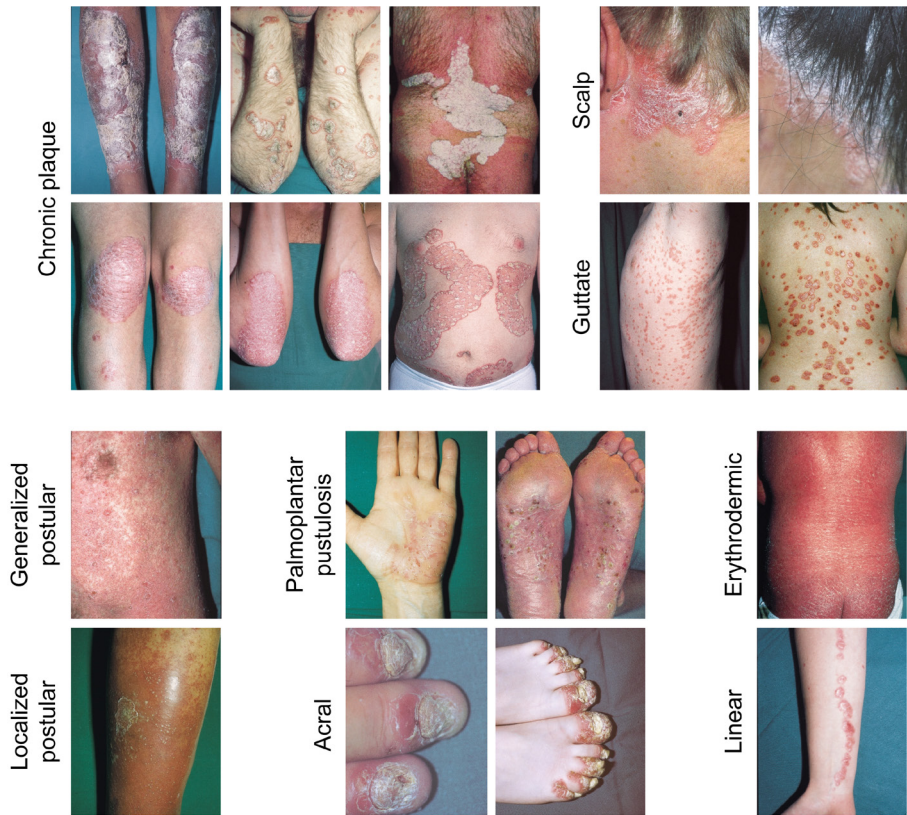 Chronic plaque
Scalp
Guttate
Generalized
postular
Palmoplantar
pustulosis
Erythrodermic
Localized
postular
Acral
Linear